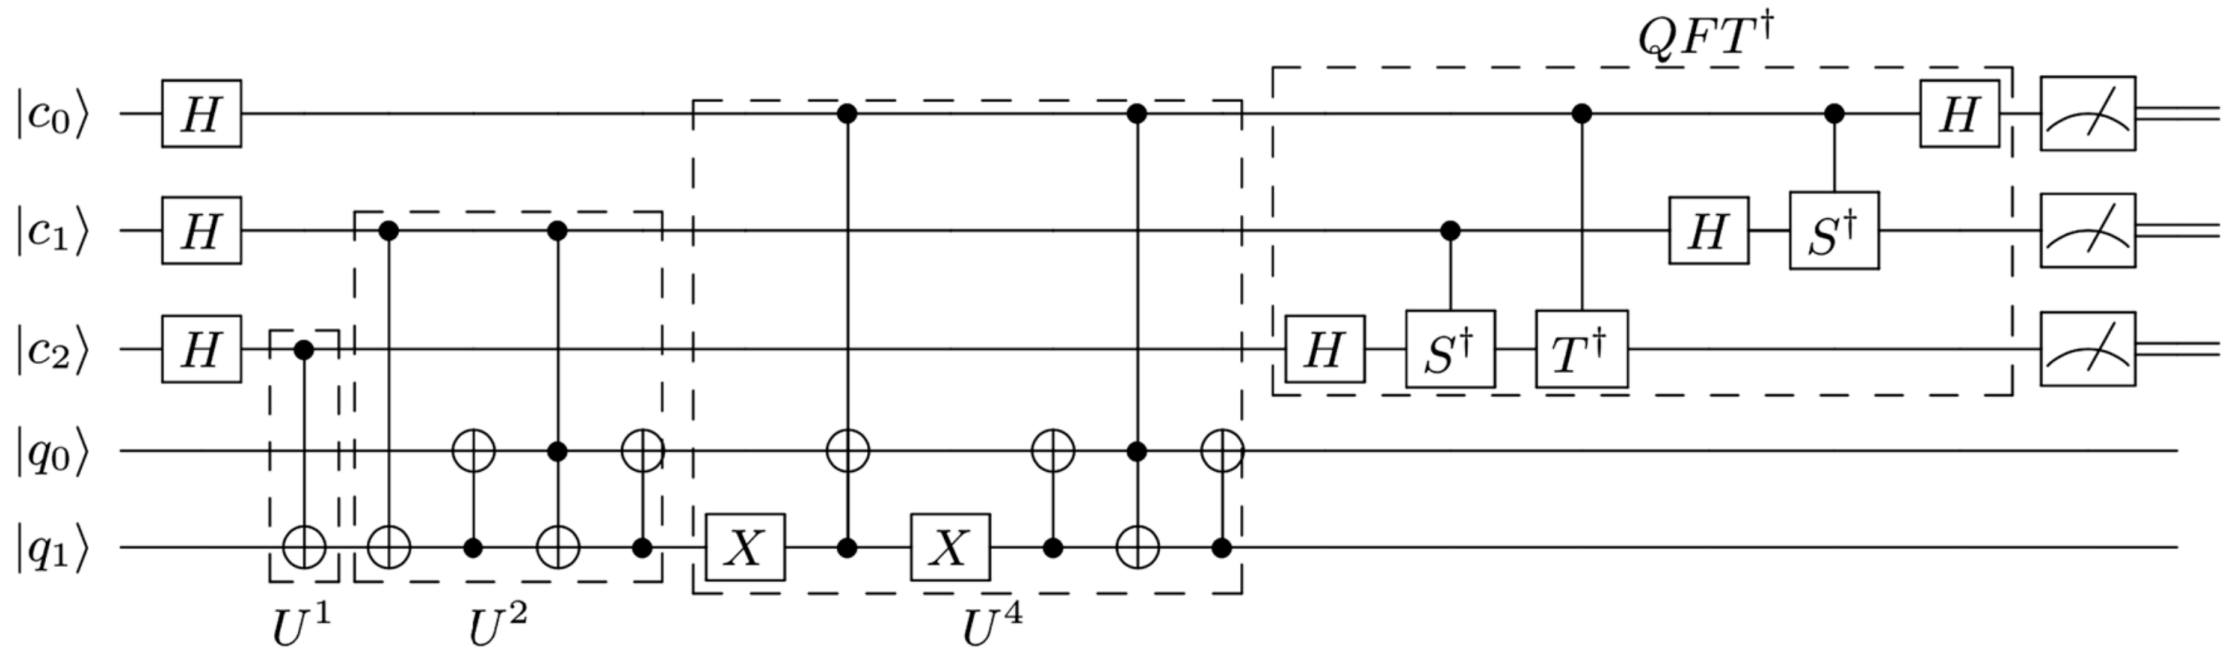 QFT†
|c₀⟩ H H
|c₁⟩ H H S†
|c₂⟩ H H S† T†
|q₀⟩
|q₁⟩ X X
U¹ U² U⁴